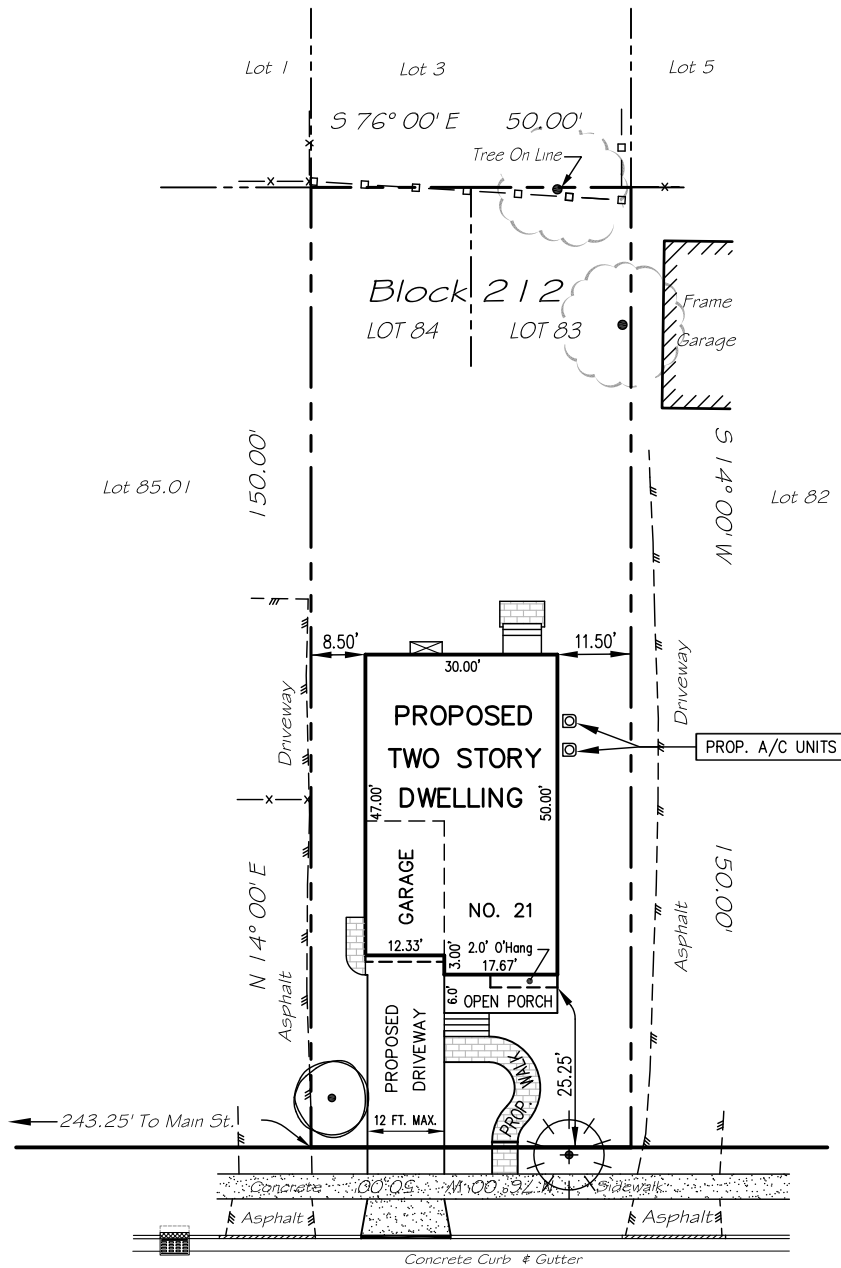 Lot 1
Lot 3
Lot 5
S 76° 00' E 50.00'
Tree On Line
Block 212
LOT 84
LOT 83
Frame
Garage
150.00'
S 14° 00' W
Lot 85.01
Lot 82
8.50'
11.50'
30.00'
Driveway
Driveway
PROPOSED
TWO STORY
DWELLING
PROP. A/C UNITS
47.00'
50.00'
GARAGE
NO. 21
N 14° 00' E
150.00'
12.33'
3.00'
2.0' O'Hang
17.67'
Asphalt
Asphalt
6.0'
OPEN PORCH
PROPOSED
DRIVEWAY
PROP. WALK
25.25'
243.25' To Main St.
12 FT. MAX.
Concrete N 76° 00' W 50.00' Sidewalk
Asphalt
Asphalt
Concrete Curb & Gutter